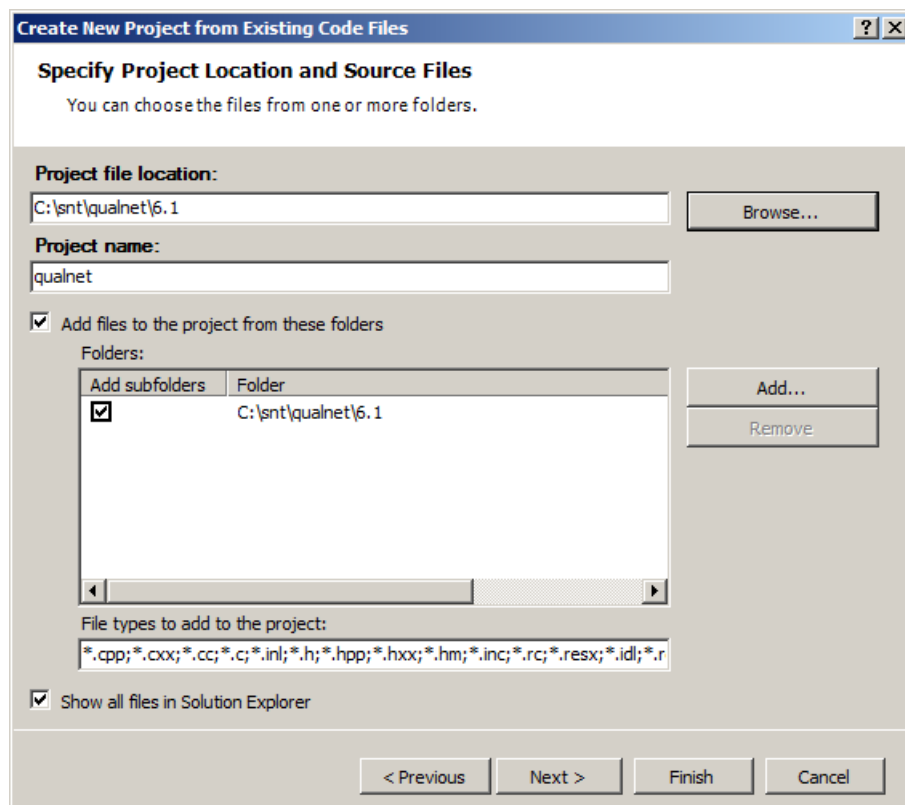 Create New Project from Existing Code Files
Specify Project Location and Source Files
You can choose the files from one or more folders.
Project file location:
C:\snt\qualnet\6.1
Browse...
Project name:
qualnet
Add files to the project from these folders
Folders:
Add subfolders Folder
C:\snt\qualnet\6.1
Add...
Remove
File types to add to the project:
*.cpp;*.cxx;*.cc;*.c;*.inl;*.h;*.hpp;*.hxx;*.hm;*.inc;*.rc;*.resx;*.idl;*.r
Show all files in Solution Explorer
< Previous Next > Finish Cancel